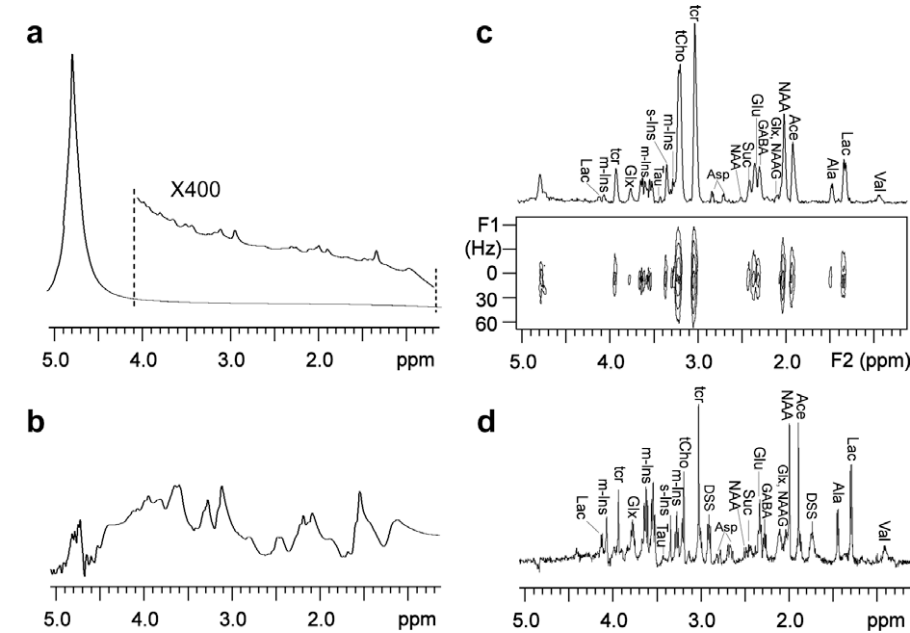 a
X400
5.0 4.0 3.0 2.0 ppm
b
5.0 4.0 3.0 2.0 ppm
c
Lac
m-Ins
tcr
Glx
m-Ins
Tau
s-Ins
m-Ins
tCho
tcr
Asp
NAA
Suc
Glu
GABA
Glx, NAAG
NAA
Ace
Ala
Lac
Val
F1
(Hz)
0
30
60
5.0 4.0 3.0 2.0 F2 (ppm)
d
Lac
m-Ins
tcr
Glx
m-Ins
Tau
s-Ins
m-Ins
tCho
tcr
DSS
Asp
NAA
Suc
Glu
GABA
Glx, NAAG
NAA
Ace
DSS
Ala
Lac
Val
5.0 4.0 3.0 2.0 ppm